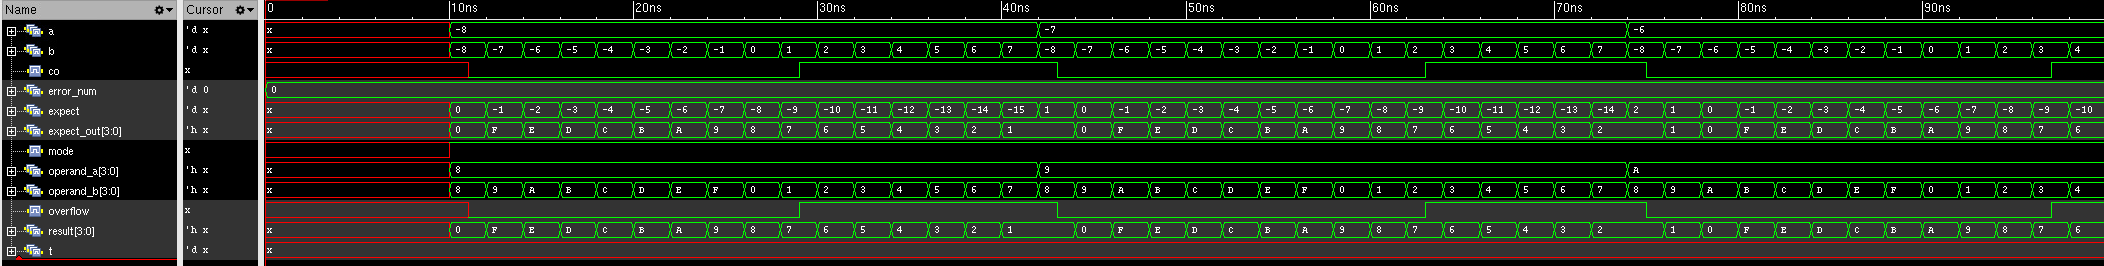 Name Cursor 0 10ns 20ns 30ns 40ns 50ns 60ns 70ns 80ns 90ns
a 'd x x -8 -7 -6
b 'd x x -8 -7 -6 -5 -4 -3 -2 -1 0 1 2 3 4 5 6 7 -8 -7 -6 -5 -4 -3 -2 -1 0 1 2 3 4 5 6 7 -8 -7 -6 -5 -4 -3 -2 -1 0 1 2 3 4
co x
error_num 'd 0 0
expect 'd x x 0 -1 -2 -3 -4 -5 -6 -7 -8 -9 -10 -11 -12 -13 -14 -15 1 0 -1 -2 -3 -4 -5 -6 -7 -8 -9 -10 -11 -12 -13 -14 2 1 0 -1 -2 -3 -4 -5 -6 -7 -8 -9 -10
expect_out[3:0] 'h x x 0 F E D C B A 9 8 7 6 5 4 3 2 1 0 F E D C B A 9 8 7 6 5 4 3 2 1 0 F E D C B A 9 8 7 6
mode x
operand_a[3:0] 'h x x 8 9 A
operand_b[3:0] 'h x x 8 9 A B C D E F 0 1 2 3 4 5 6 7 8 9 A B C D E F 0 1 2 3 4 5 6 7 8 9 A B C D E F 0 1 2 3 4
overflow x
result[3:0] 'h x x 0 F E D C B A 9 8 7 6 5 4 3 2 1 0 F E D C B A 9 8 7 6 5 4 3 2 1 0 F E D C B A 9 8 7 6
t 'd x x